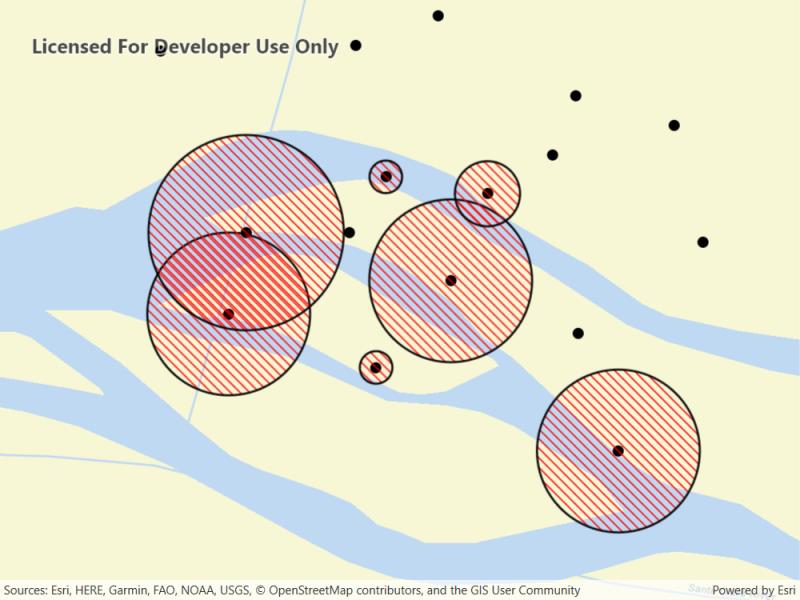 Licensed For Developer Use Only
Sources: Esri, HERE, Garmin, FAO, NOAA, USGS, © OpenStreetMap contributors, and the GIS User Community
Powered by Esri